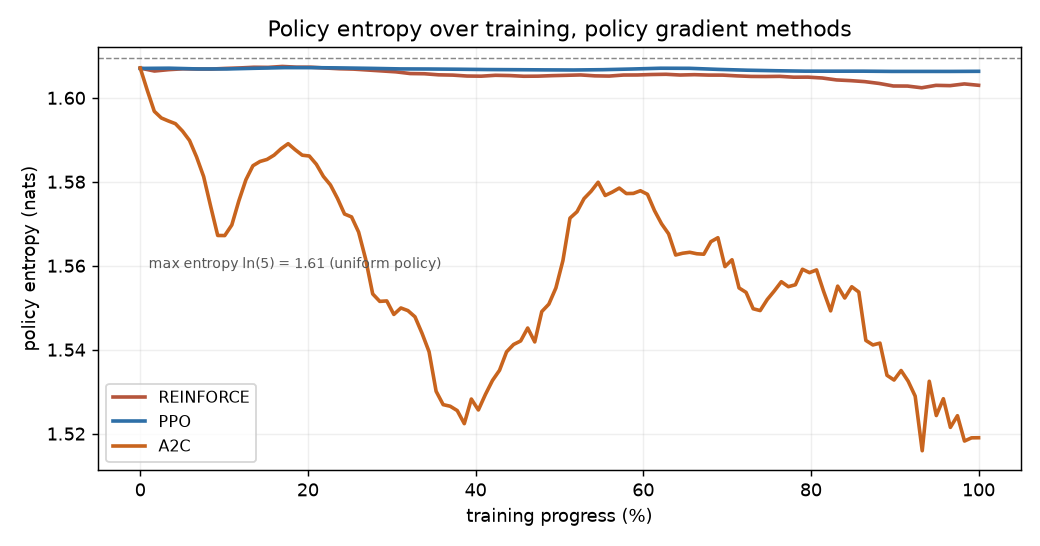 Policy entropy over training, policy gradient methods
policy entropy (nats)
1.60
1.58
1.56
1.54
1.52
max entropy ln(5) = 1.61 (uniform policy)
REINFORCE
PPO
A2C
0
20
40
60
80
100
training progress (%)